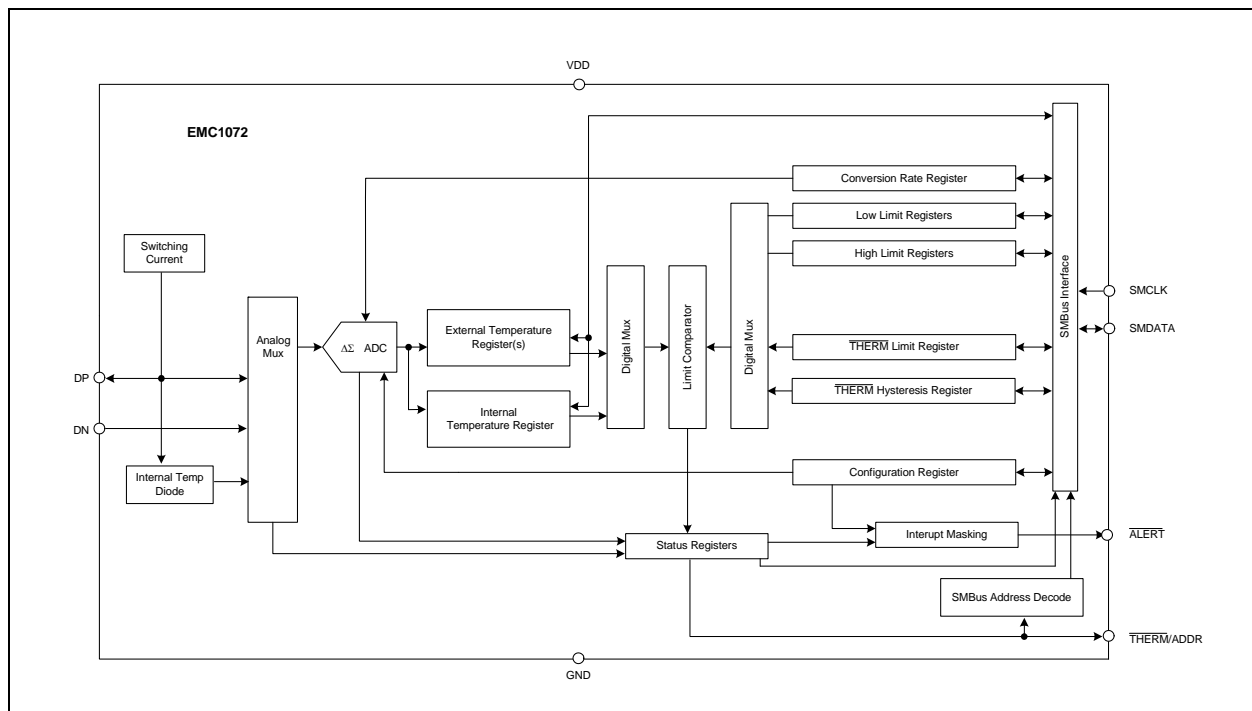 VDD
EMC1072
Conversion Rate Register
Low Limit Registers
High Limit Registers
Switching
Current
SMBus Interface
SMCLK
SMDATA
Analog
Mux
ΔΣ ADC
External Temperature
Register(s)
Digital Mux
Limit Comparator
Digital Mux
THERM Limit Register
THERM Hysteresis Register
DP
DN
Internal
Temperature Register
Internal Temp
Diode
Configuration Register
Status Registers
Interupt Masking
ALERT
SMBus Address Decode
THERM/ADDR
GND